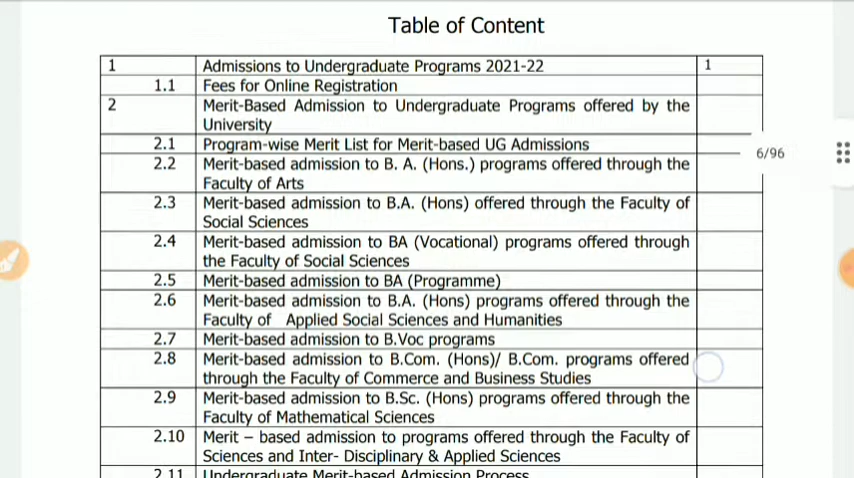 Table of Content
1 Admissions to Undergraduate Programs 2021-22 1
1.1 Fees for Online Registration
2 Merit-Based Admission to Undergraduate Programs offered by the
University
2.1 Program-wise Merit List for Merit-based UG Admissions
6/96
2.2 Merit-based admission to B. A. (Hons.) programs offered through the
Faculty of Arts
2.3 Merit-based admission to B.A. (Hons) offered through the Faculty of
Social Sciences
2.4 Merit-based admission to BA (Vocational) programs offered through
the Faculty of Social Sciences
2.5 Merit-based admission to BA (Programme)
2.6 Merit-based admission to B.A. (Hons) programs offered through the
Faculty of Applied Social Sciences and Humanities
2.7 Merit-based admission to B.Voc programs
2.8 Merit-based admission to B.Com. (Hons)/ B.Com. programs offered
through the Faculty of Commerce and Business Studies
2.9 Merit-based admission to B.Sc. (Hons) programs offered through the
Faculty of Mathematical Sciences
2.10 Merit – based admission to programs offered through the Faculty of
Sciences and Inter- Disciplinary & Applied Sciences
2.11 Undergraduate Merit-based Admission Process